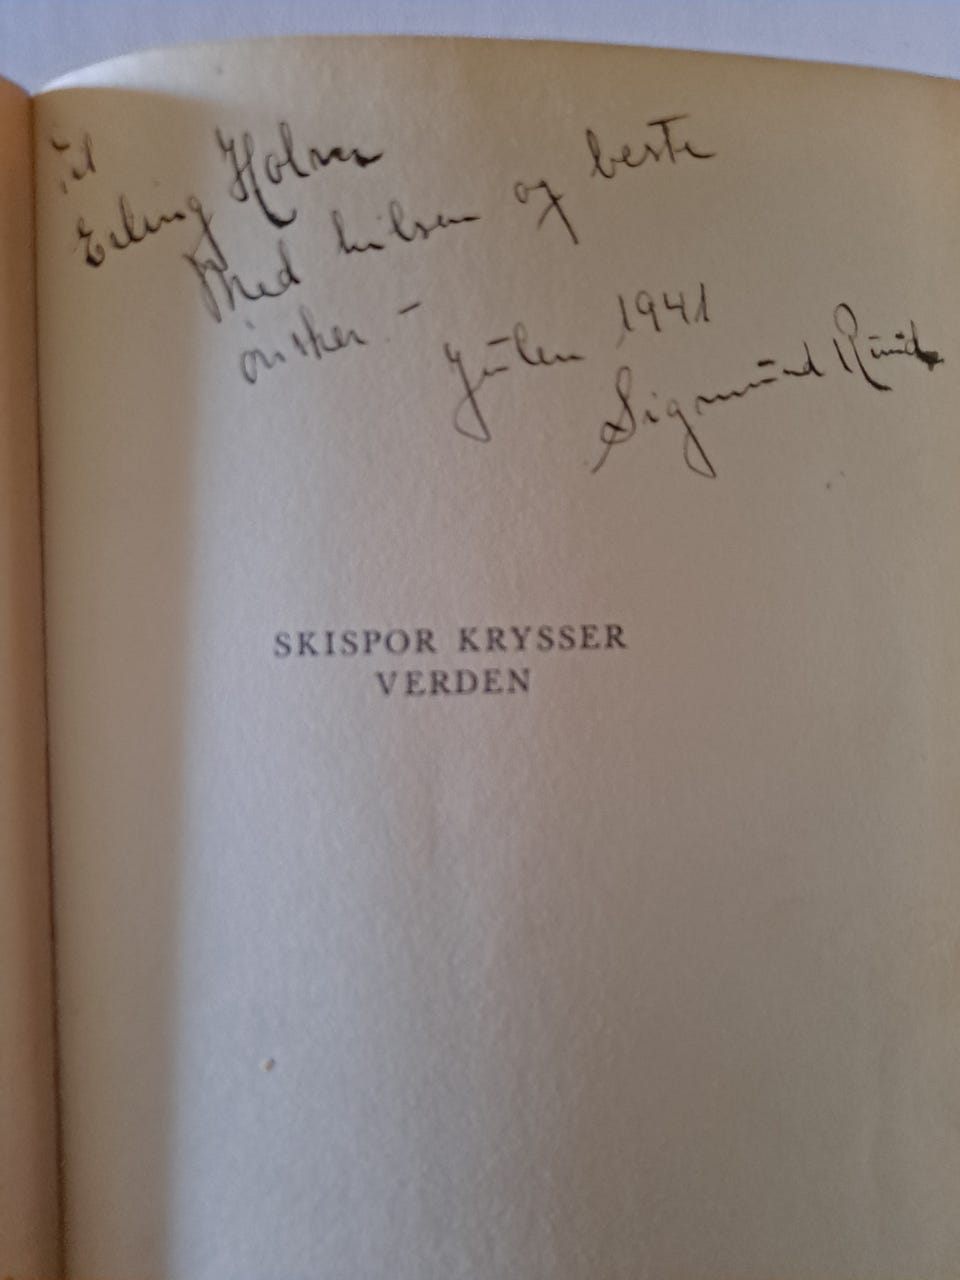 Til
Erling Holm
Med hilsen og beste
ønsker. –
Julen 1941
Sigmund Ruud
SKISPOR KRYSSER
VERDEN